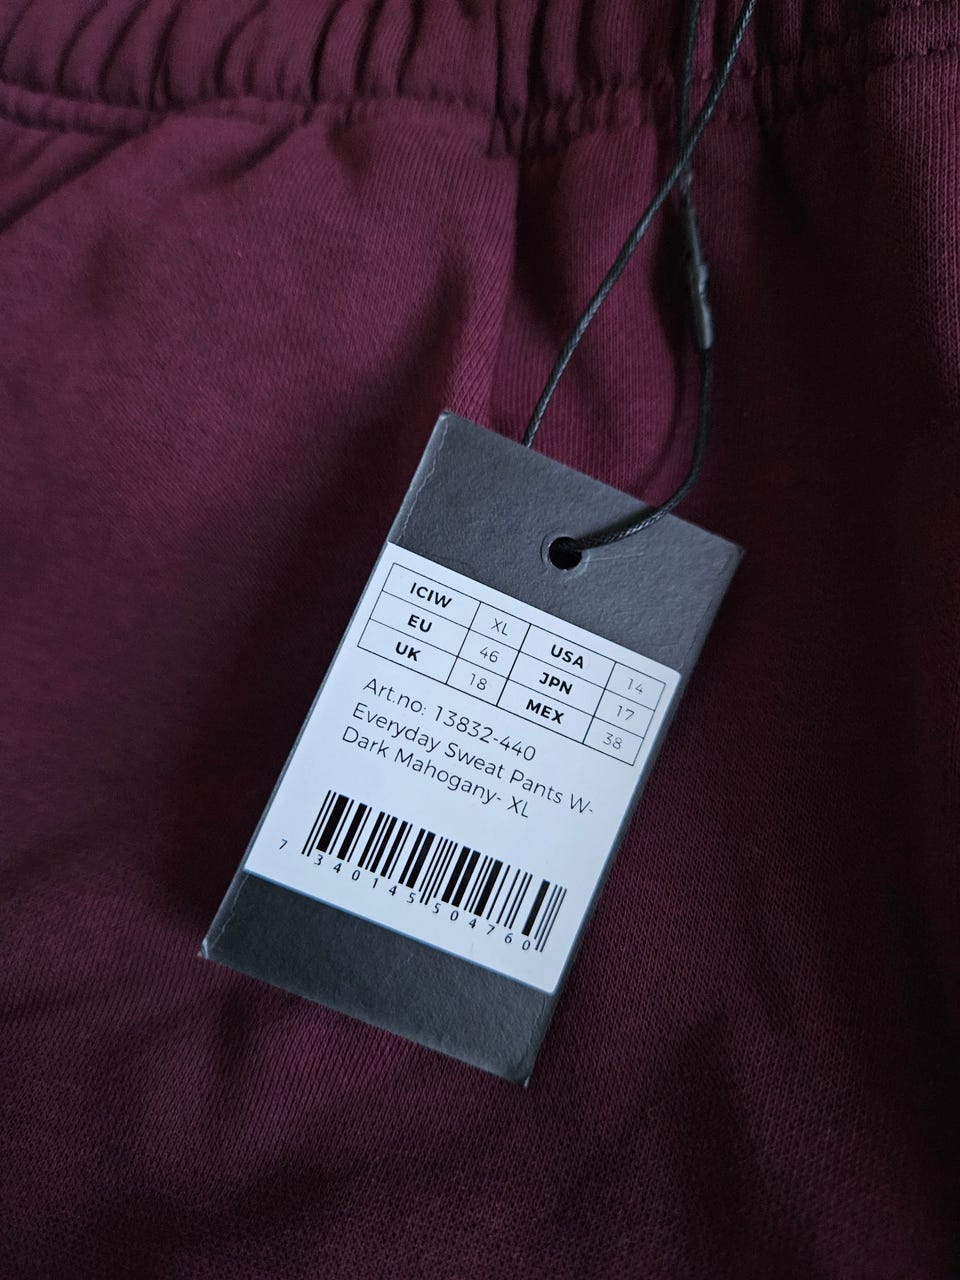 ICIW XL USA 14
EU 46 JPN 17
UK 18 MEX 38
Art.no: 13832-440
Everyday Sweat Pants W-
Dark Mahogany- XL
7 340145 504760